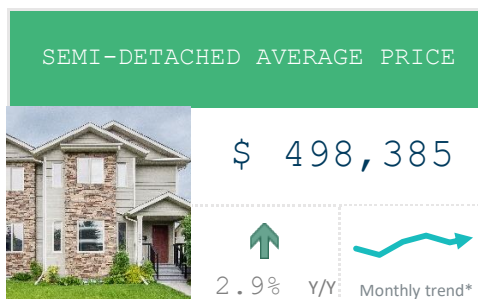 SEMI-DETACHED AVERAGE PRICE
$ 498,385
2.9% Y/Y
Monthly trend*